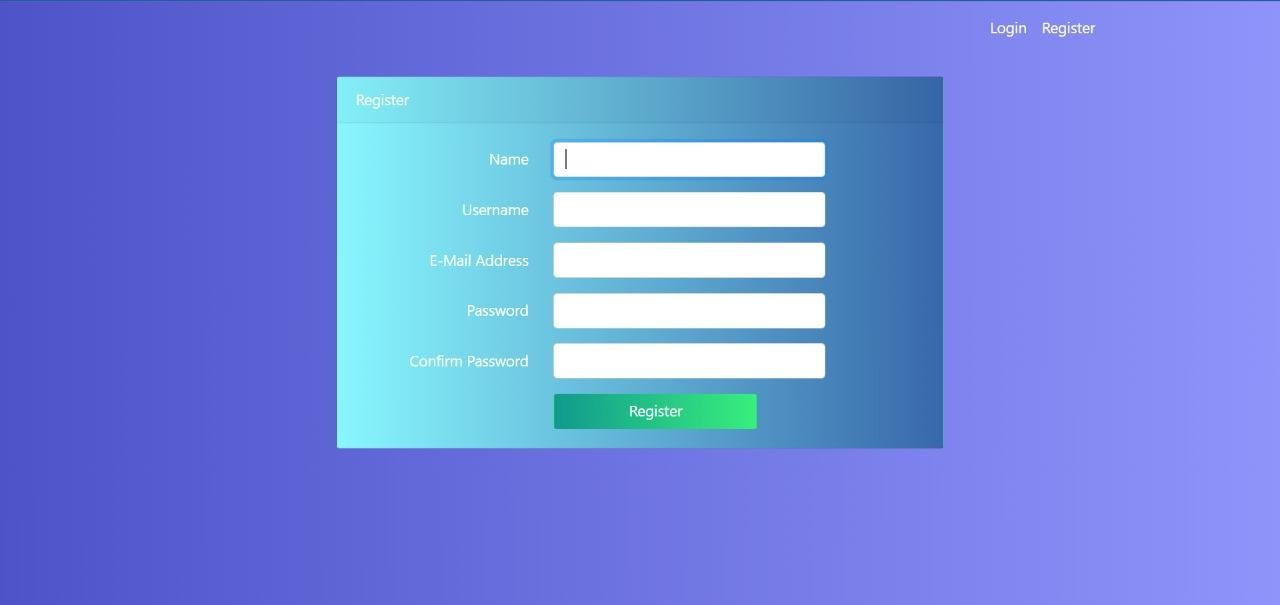 Login Register
Register
Name
Username
E-Mail Address
Password
Confirm Password
Register